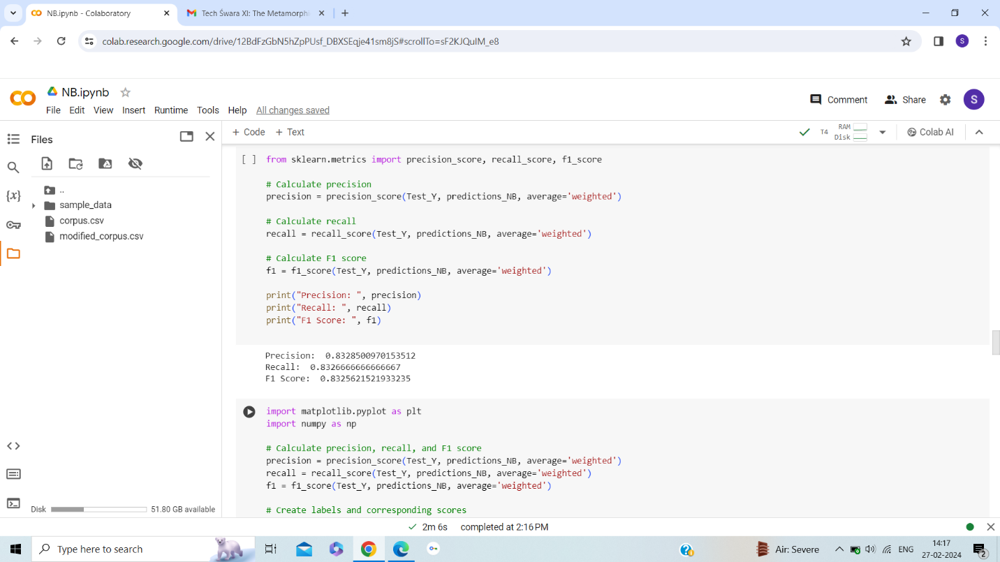 NB.ipynb - Colaboratory
Tech Śwara XI: The Metamorphi
colab.research.google.com/drive/12BdFzGbN5hZpPUsf_DBXSEqje41sm8jS#scrollTo=sF2KJQuIM_e8
S
CO
NB.ipynb
File Edit View Insert Runtime Tools Help All changes saved
Comment Share S
Files
+ Code + Text
T4 RAM Disk Colab AI
..
sample_data
corpus.csv
modified_corpus.csv
{x}
[ ] from sklearn.metrics import precision_score, recall_score, f1_score
# Calculate precision
precision = precision_score(Test_Y, predictions_NB, average='weighted')
# Calculate recall
recall = recall_score(Test_Y, predictions_NB, average='weighted')
# Calculate F1 score
f1 = f1_score(Test_Y, predictions_NB, average='weighted')
print("Precision: ", precision)
print("Recall: ", recall)
print("F1 Score: ", f1)
Precision:  0.8328500970153512
Recall:  0.8326666666666667
F1 Score:  0.8325621521933235
import matplotlib.pyplot as plt
import numpy as np
# Calculate precision, recall, and F1 score
precision = precision_score(Test_Y, predictions_NB, average='weighted')
recall = recall_score(Test_Y, predictions_NB, average='weighted')
f1 = f1_score(Test_Y, predictions_NB, average='weighted')
# Create labels and corresponding scores
Disk 51.80 GB available
2m 6s completed at 2:16 PM
Type here to search
Air: Severe
ENG
14:17
27-02-2024
2